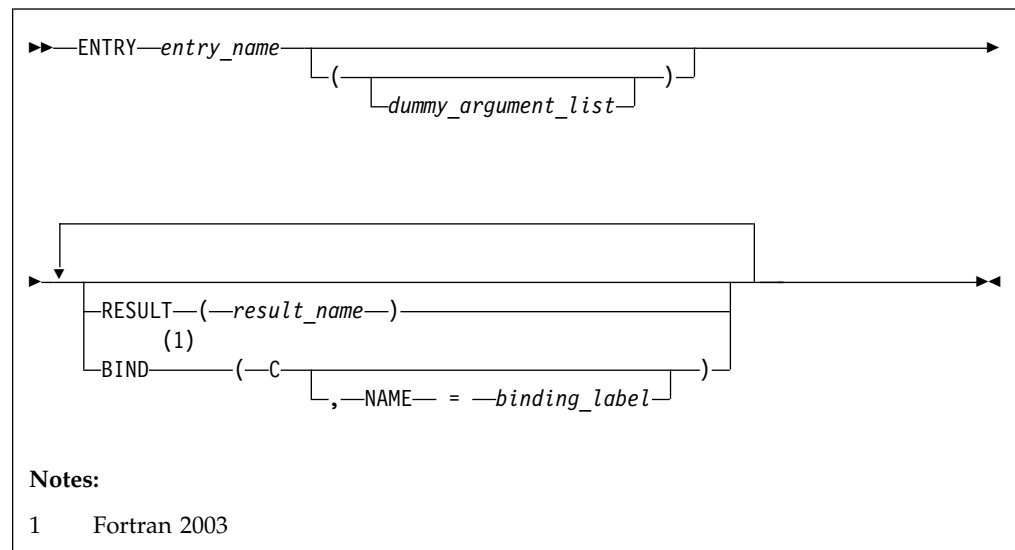 ENTRY entry_name
( )
dummy_argument_list
RESULT ( result_name )
(1)
BIND ( C )
, NAME = binding_label
Notes:
1 Fortran 2003